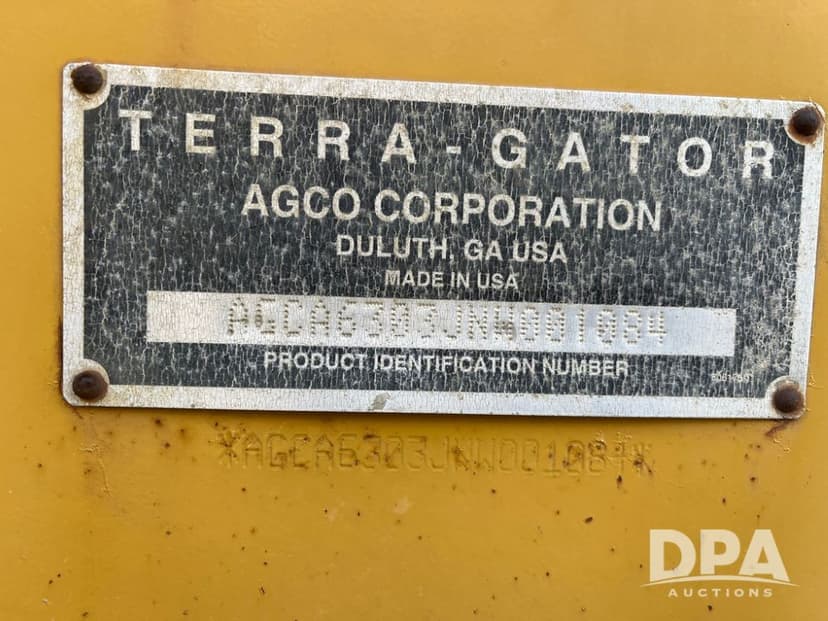 TERRA-GATOR
AGCO CORPORATION
DULUTH, GA USA
MADE IN USA
AGCA6303JNW001084
PRODUCT IDENTIFICATION NUMBER
*AGCA6303JNW001084*
DPA
AUCTIONS